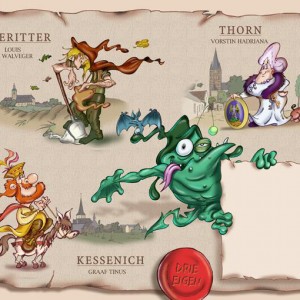 ERITTER
LOUIS
WALVEGER
THORN
VORSTIN HADRIANA
KESSENICH
GRAAF TINUS
DRIE
EIGEN